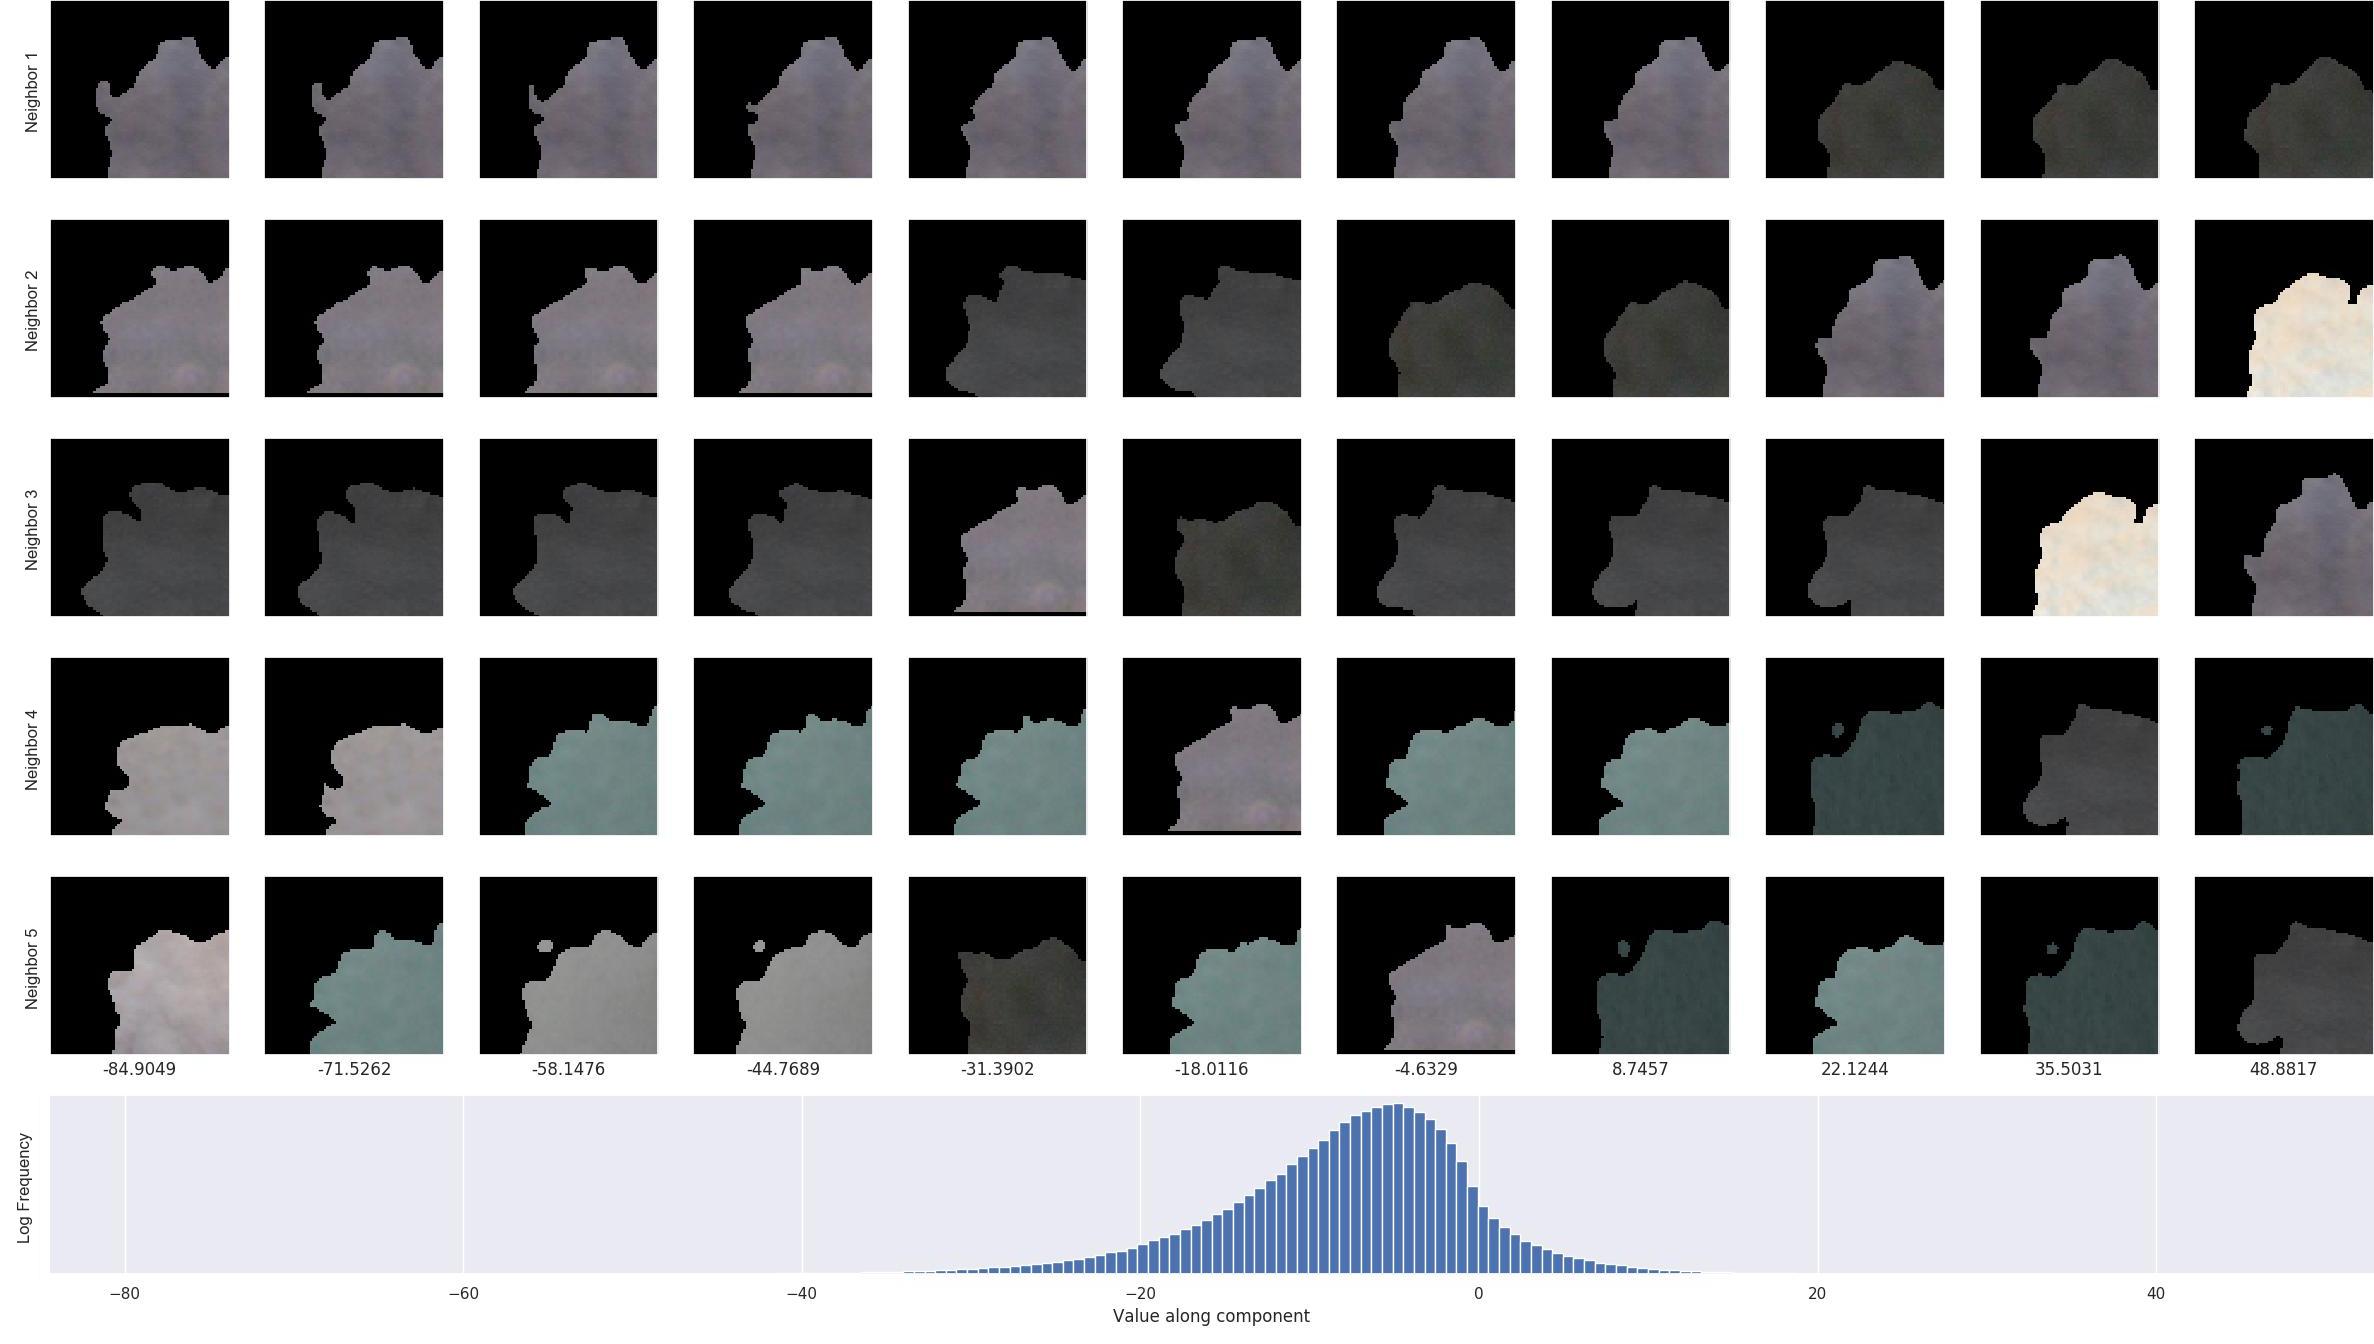 Neighbor 1
Neighbor 2
Neighbor 3
Neighbor 4
Neighbor 5
-84.9049 -71.5262 -58.1476 -44.7689 -31.3902 -18.0116 -4.6329 8.7457 22.1244 35.5031 48.8817
Log Frequency
−80 −60 −40 −20 0 20 40
Value along component